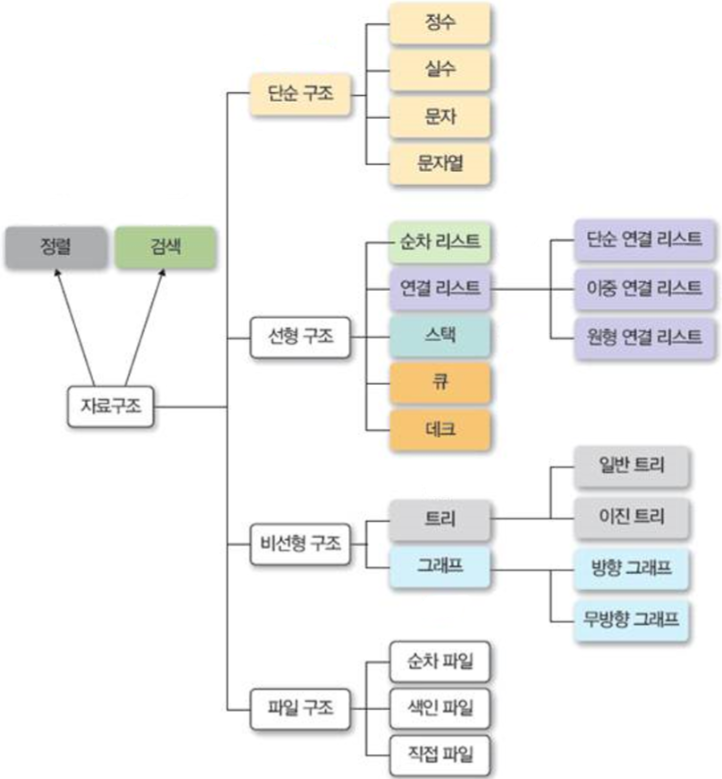 정수
실수
단순 구조
문자
문자열
정렬
검색
순차 리스트
단순 연결 리스트
연결 리스트
이중 연결 리스트
선형 구조
스택
원형 연결 리스트
큐
자료구조
데크
일반 트리
트리
이진 트리
비선형 구조
그래프
방향 그래프
무방향 그래프
순차 파일
파일 구조
색인 파일
직접 파일